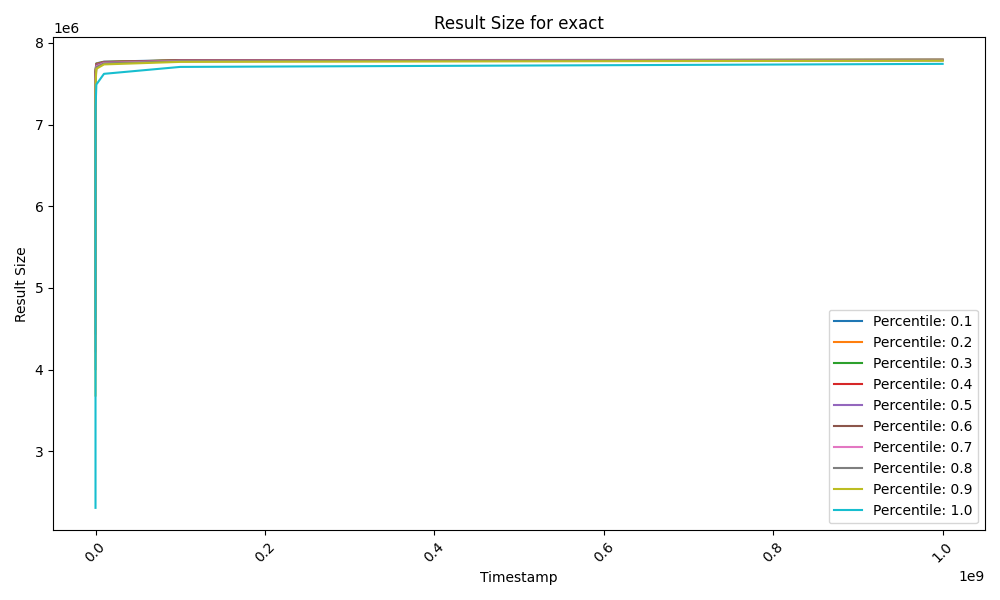 Result Size for exact
1e6
8
7
6
5
4
3
Result Size
0.0
0.2
0.4
0.6
0.8
1.0
1e9
Timestamp
Percentile: 0.1
Percentile: 0.2
Percentile: 0.3
Percentile: 0.4
Percentile: 0.5
Percentile: 0.6
Percentile: 0.7
Percentile: 0.8
Percentile: 0.9
Percentile: 1.0